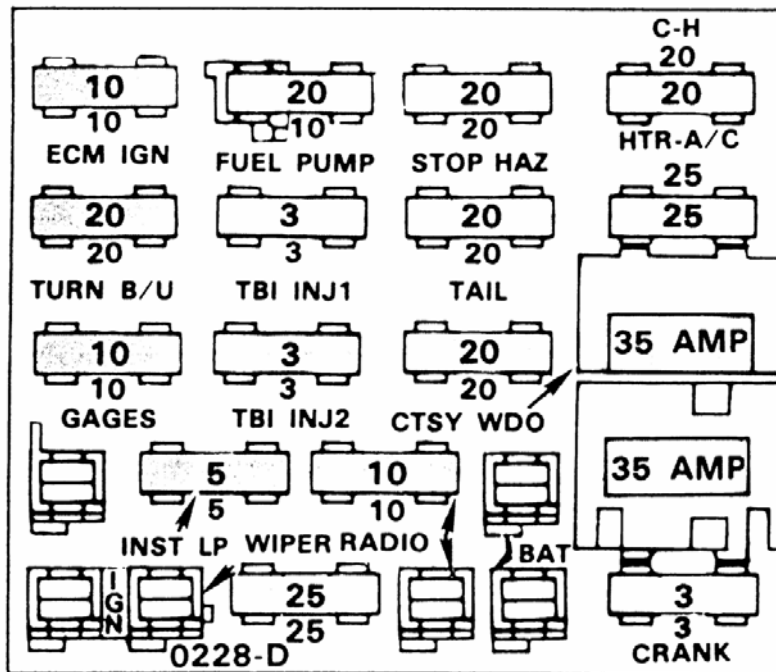 C-H
20
10 20 20 20
10 10 20 HTR-A/C
ECM IGN FUEL PUMP STOP HAZ
25
20 3 20 25
20 3 20
TURN B/U TBI INJ1 TAIL
10 3 20 35 AMP
10 3 20
GAGES TBI INJ2 CTSY WDO
5 10 35 AMP
5 10
INST LP WIPER RADIO BAT
IGN
25 3
25 3
0228-D CRANK